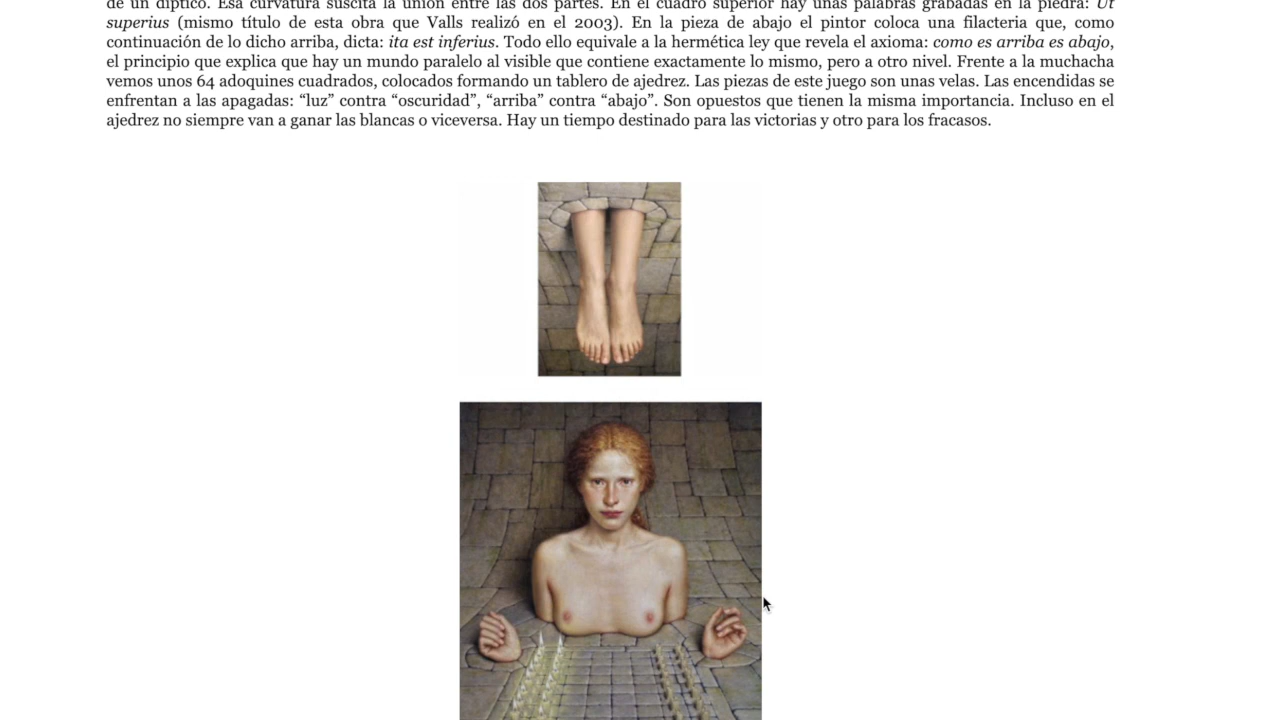 de un díptico. Esa curvatura suscita la unión entre las dos partes. En el cuadro superior hay unas palabras grabadas en la piedra: Ut
superius (mismo título de esta obra que Valls realizó en el 2003). En la pieza de abajo el pintor coloca una filacteria que, como
continuación de lo dicho arriba, dicta: ita est inferius. Todo ello equivale a la hermética ley que revela el axioma: como es arriba es abajo,
el principio que explica que hay un mundo paralelo al visible que contiene exactamente lo mismo, pero a otro nivel. Frente a la muchacha
vemos unos 64 adoquines cuadrados, colocados formando un tablero de ajedrez. Las piezas de este juego son unas velas. Las encendidas se
enfrentan a las apagadas: “luz” contra “oscuridad”, “arriba” contra “abajo”. Son opuestos que tienen la misma importancia. Incluso en el
ajedrez no siempre van a ganar las blancas o viceversa. Hay un tiempo destinado para las victorias y otro para los fracasos.